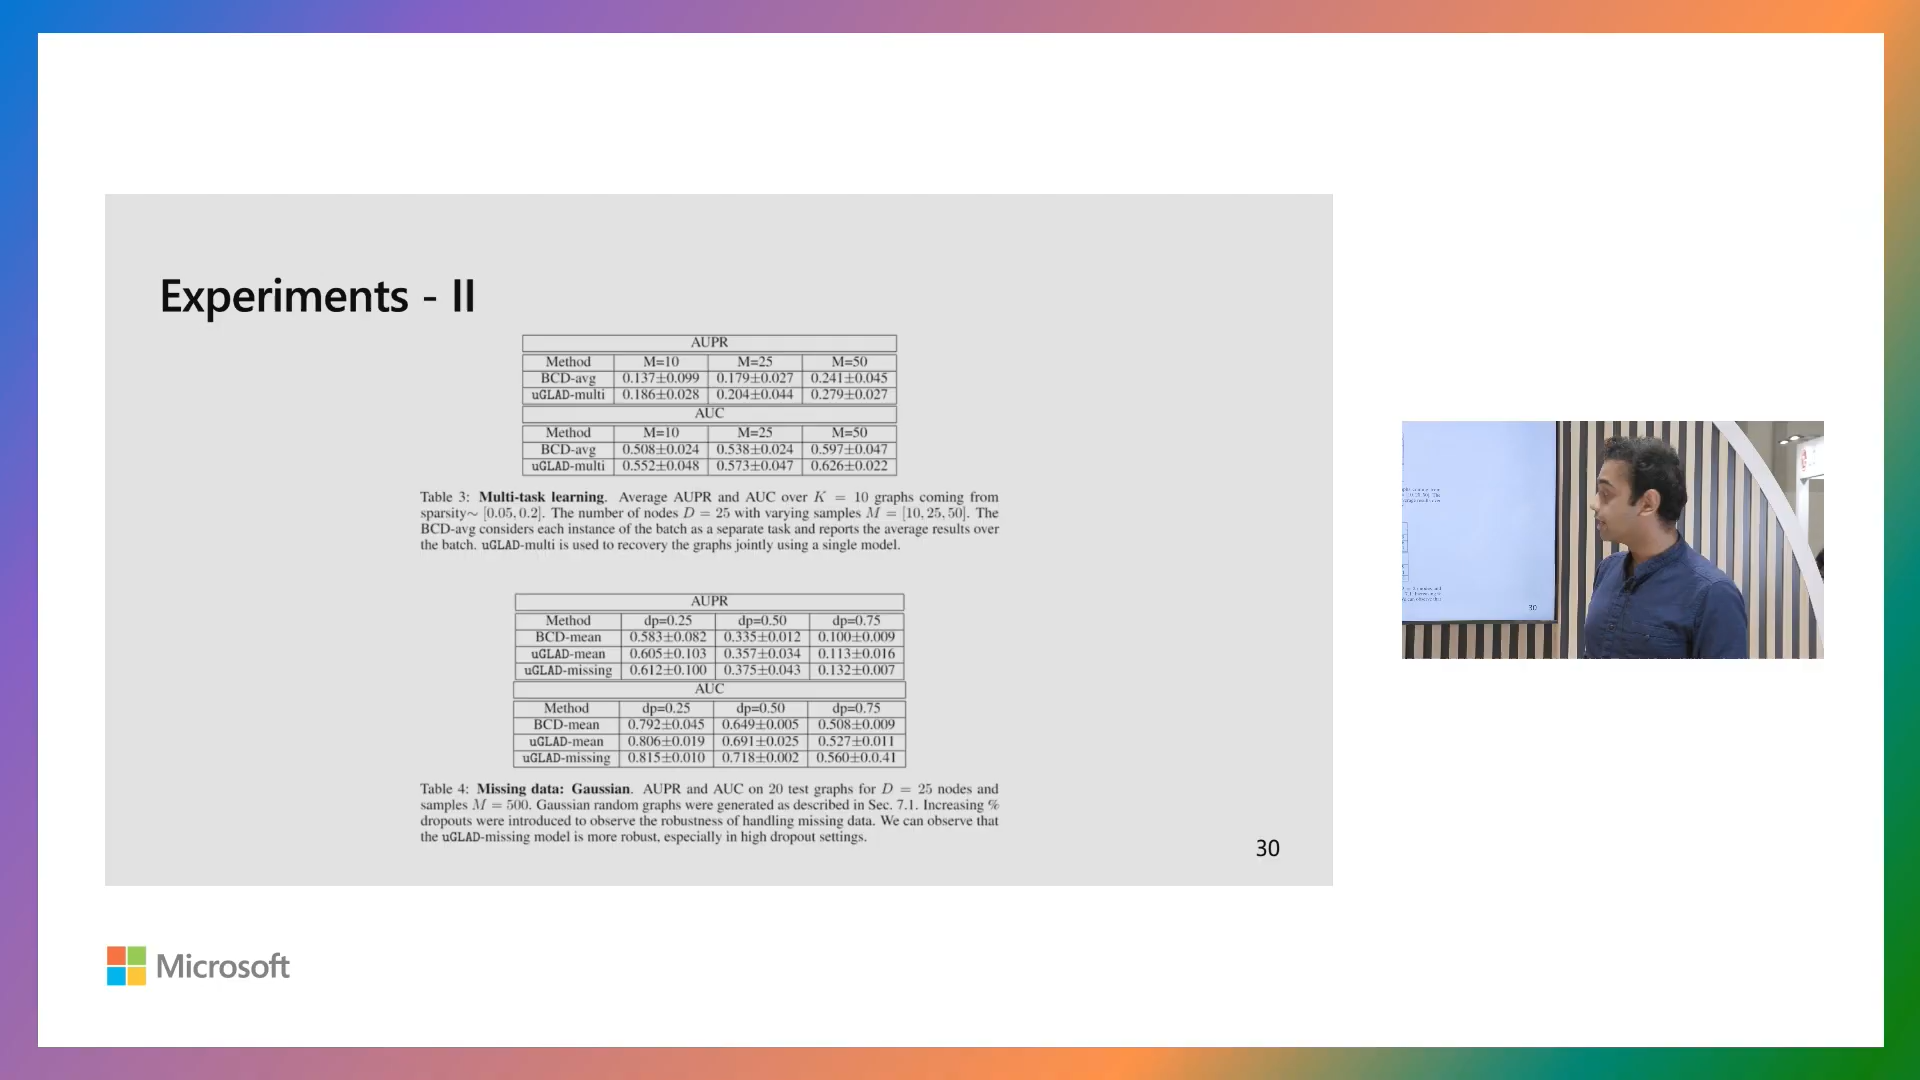 Experiments - II
AUPR
Method M=10 M=25 M=50
BCD-avg 0.137±0.099 0.179±0.027 0.241±0.045
uGLAD-multi 0.186±0.028 0.204±0.044 0.279±0.027
AUC
Method M=10 M=25 M=50
BCD-avg 0.508±0.024 0.538±0.024 0.597±0.047
uGLAD-multi 0.552±0.048 0.573±0.047 0.626±0.022
Table 3: Multi-task learning. Average AUPR and AUC over K = 10 graphs coming from
sparsity∼ [0.05, 0.2]. The number of nodes D = 25 with varying samples M = [10, 25, 50]. The
BCD-avg considers each instance of the batch as a separate task and reports the average results over
the batch. uGLAD-multi is used to recovery the graphs jointly using a single model.
AUPR
Method dp=0.25 dp=0.50 dp=0.75
BCD-mean 0.583±0.082 0.335±0.012 0.100±0.009
uGLAD-mean 0.605±0.103 0.357±0.034 0.113±0.016
uGLAD-missing 0.612±0.100 0.375±0.043 0.132±0.007
AUC
Method dp=0.25 dp=0.50 dp=0.75
BCD-mean 0.792±0.045 0.649±0.005 0.508±0.009
uGLAD-mean 0.806±0.019 0.691±0.025 0.527±0.011
uGLAD-missing 0.815±0.010 0.718±0.002 0.560±0.0.41
Table 4: Missing data: Gaussian. AUPR and AUC on 20 test graphs for D = 25 nodes and
samples M = 500. Gaussian random graphs were generated as described in Sec. 7.1. Increasing %
dropouts were introduced to observe the robustness of handling missing data. We can observe that
the uGLAD-missing model is more robust, especially in high dropout settings.
30
30
Microsoft